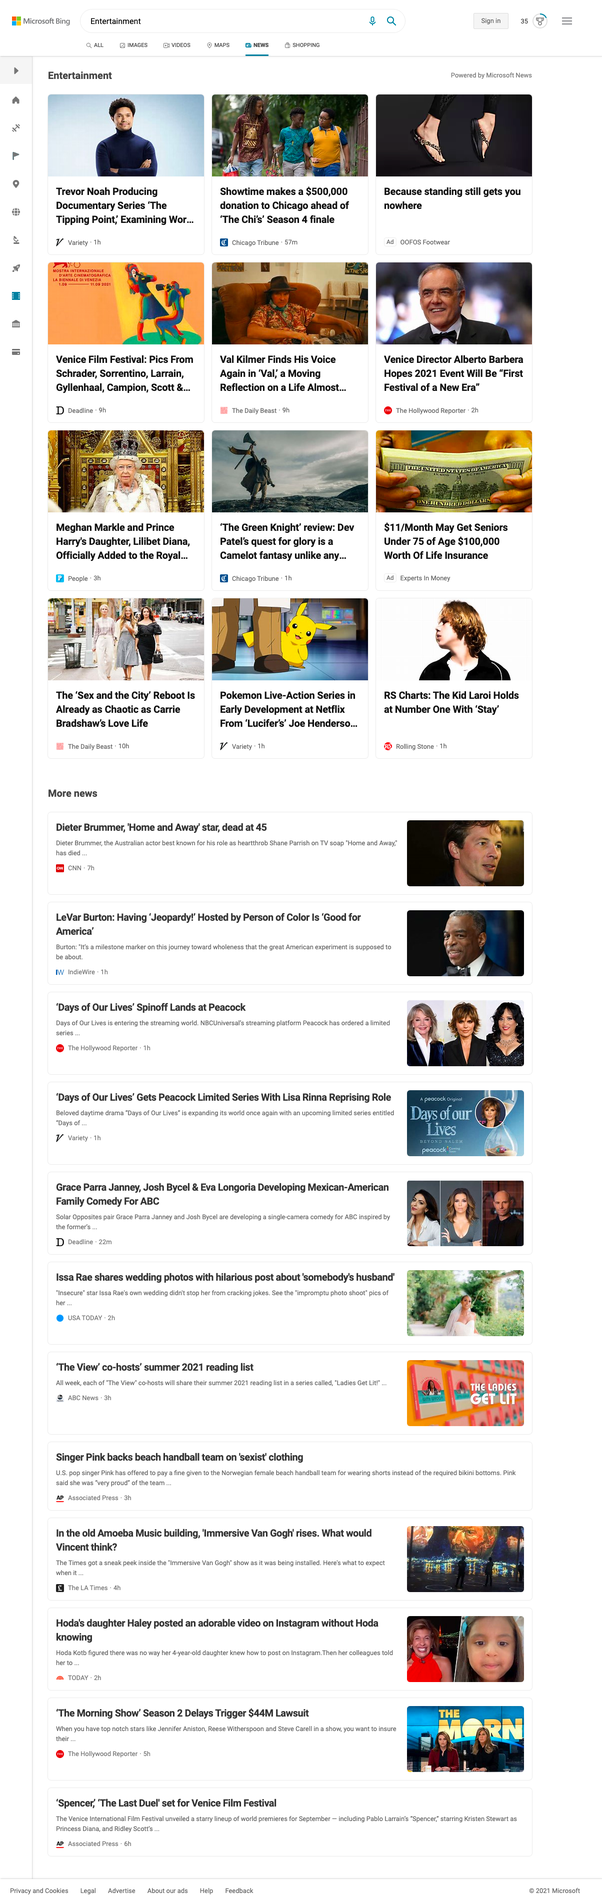 Microsoft Bing
Entertainment
Sign in
35
ALL
IMAGES
VIDEOS
MAPS
NEWS
SHOPPING
Entertainment
Powered by Microsoft News
Trevor Noah Producing
Documentary Series ‘The
Tipping Point,’ Examining Wor...
Variety · 1h
Showtime makes a $500,000
donation to Chicago ahead of
‘The Chi’s’ Season 4 finale
Chicago Tribune · 57m
Because standing still gets you
nowhere
Ad OOFOS Footwear
MOSTRA INTERNAZIONALE
D'ARTE CINEMATOGRAFICA
LA BIENNALE DI VENEZIA
Venice Film Festival: Pics From
Schrader, Sorrentino, Larrain,
Gyllenhaal, Campion, Scott &...
Deadline · 9h
Val Kilmer Finds His Voice
Again in ‘Val,’ a Moving
Reflection on a Life Almost...
The Daily Beast · 9h
Venice Director Alberto Barbera
Hopes 2021 Event Will Be “First
Festival of a New Era”
The Hollywood Reporter · 2h
Meghan Markle and Prince
Harry's Daughter, Lilibet Diana,
Officially Added to the Royal...
People · 3h
‘The Green Knight’ review: Dev
Patel’s quest for glory is a
Camelot fantasy unlike any...
Chicago Tribune · 1h
THE UNITED STATES OF AMERICA
ONE HUNDRED DOLLARS
$11/Month May Get Seniors
Under 75 of Age $100,000
Worth Of Life Insurance
Ad Experts In Money
The ‘Sex and the City’ Reboot Is
Already as Chaotic as Carrie
Bradshaw’s Love Life
The Daily Beast · 10h
Pokemon Live-Action Series in
Early Development at Netflix
From ‘Lucifer’s’ Joe Henderso...
Variety · 1h
RS Charts: The Kid Laroi Holds
at Number One With ‘Stay’
Rolling Stone · 1h
More news
Dieter Brummer, 'Home and Away' star, dead at 45
Dieter Brummer, the Australian actor best known for his role as heartthrob Shane Parrish on TV soap "Home and Away,"
has died ...
CNN · 7h
LeVar Burton: Having ‘Jeopardy!’ Hosted by Person of Color Is ‘Good for
America’
Burton: "It's a milestone marker on this journey toward wholeness that the great American experiment is supposed to
be about.
IndieWire · 1h
‘Days of Our Lives’ Spinoff Lands at Peacock
Days of Our Lives is entering the streaming world. NBCUniversal's streaming platform Peacock has ordered a limited
series ...
The Hollywood Reporter · 1h
‘Days of Our Lives’ Gets Peacock Limited Series With Lisa Rinna Reprising Role
Beloved daytime drama “Days of Our Lives” is expanding its world once again with an upcoming limited series entitled
“Days of ...
Variety · 1h
A peacock Original
Days of our
Lives
BEYOND SALEM
peacock
Grace Parra Janney, Josh Bycel & Eva Longoria Developing Mexican-American
Family Comedy For ABC
Solar Opposites pair Grace Parra Janney and Josh Bycel are developing a single-camera comedy for ABC inspired by
the former's ...
Deadline · 22m
Issa Rae shares wedding photos with hilarious post about 'somebody's husband'
"Insecure" star Issa Rae's own wedding didn't stop her from cracking jokes. See the "impromptu photo shoot" pics of
her ...
USA TODAY · 2h
‘The View’ co-hosts’ summer 2021 reading list
All week, each of "The View" co-hosts will share their summer 2021 reading list in a series called, "Ladies Get Lit!" ...
ABC News · 3h
THE LADIES
GET LIT
Singer Pink backs beach handball team on 'sexist' clothing
U.S. pop singer Pink has offered to pay a fine given to the Norwegian female beach handball team for wearing shorts instead of the required bikini bottoms. Pink
said she was “very proud” of the team ...
AP Associated Press · 3h
In the old Amoeba Music building, 'Immersive Van Gogh' rises. What would
Vincent think?
The Times got a sneak peek inside the "Immersive Van Gogh" show as it was being installed. Here's what to expect
when it ...
The LA Times · 4h
Hoda's daughter Haley posted an adorable video on Instagram without Hoda
knowing
Hoda Kotb figured there was no way her 4-year-old daughter knew how to post on Instagram.Then her colleagues told
her to ...
TODAY · 2h
‘The Morning Show’ Season 2 Delays Trigger $44M Lawsuit
When you have top notch stars like Jennifer Aniston, Reese Witherspoon and Steve Carell in a show, you want to insure
their ...
The Hollywood Reporter · 5h
THE
MORN
‘Spencer,’ ‘The Last Duel’ set for Venice Film Festival
The Venice International Film Festival unveiled a starry lineup of world premieres for September — including Pablo Larraín's “Spencer,” starring Kristen Stewart as
Princess Diana, and Ridley Scott's ...
AP Associated Press · 6h
Privacy and Cookies
Legal
Advertise
About our ads
Help
Feedback
© 2021 Microsoft